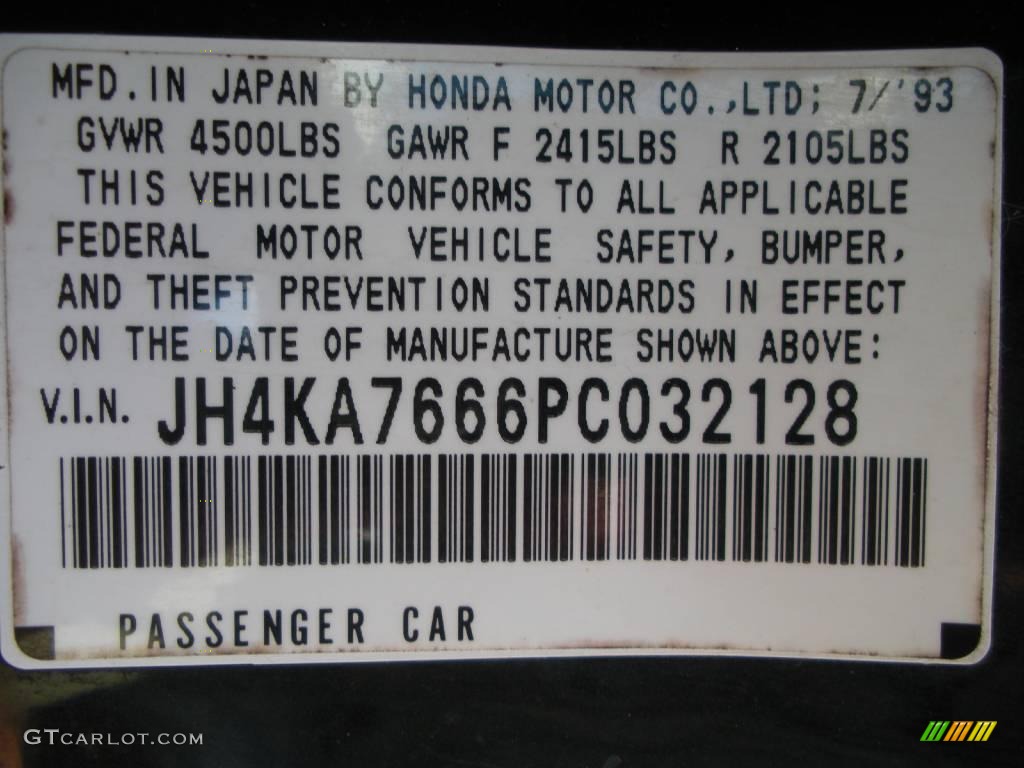 MFD. IN JAPAN BY HONDA MOTOR CO.,LTD; 7/'93
GVWR 4500LBS GAWR F 2415LBS R 2105LBS
THIS VEHICLE CONFORMS TO ALL APPLICABLE
FEDERAL MOTOR VEHICLE SAFETY, BUMPER,
AND THEFT PREVENTION STANDARDS IN EFFECT
ON THE DATE OF MANUFACTURE SHOWN ABOVE:
V.I.N. JH4KA7666PC032128
PASSENGER CAR
GTCARLOT.COM